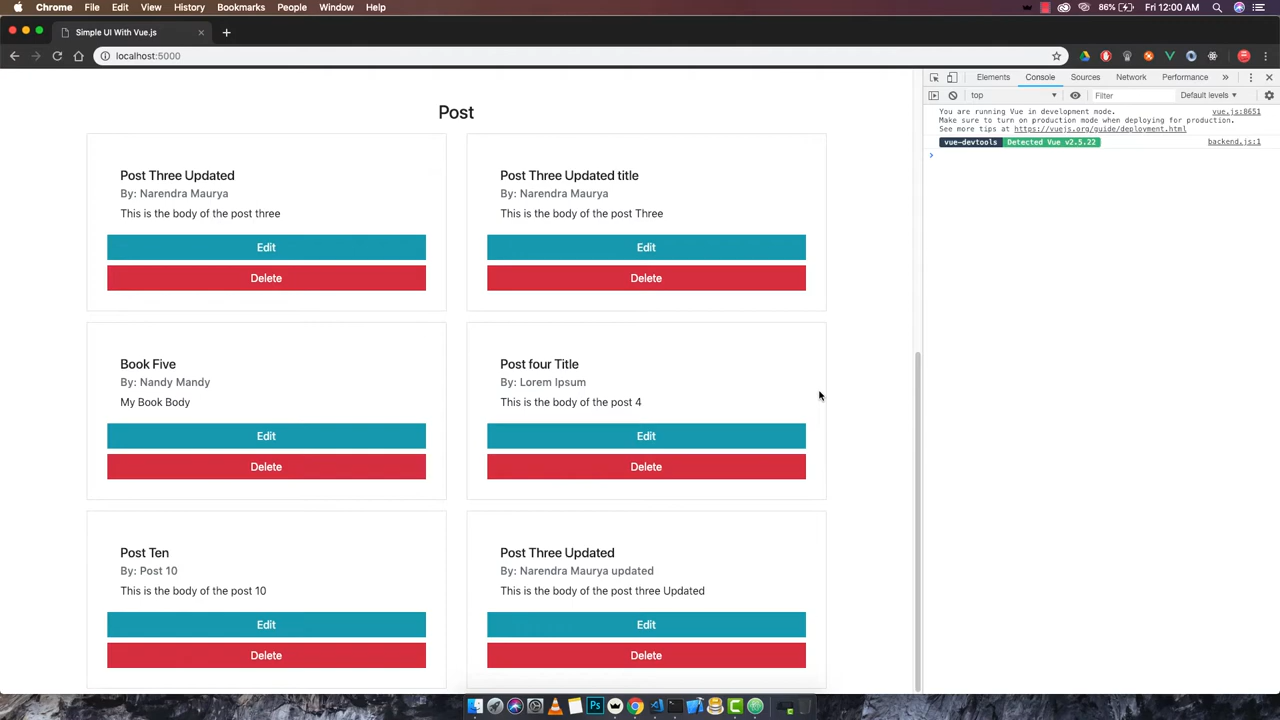 Chrome File Edit View History Bookmarks People Window Help
86% Fri 12:00 AM
Simple UI With Vue.js
localhost:5000
Elements Console Sources Network Performance
top Filter Default levels
You are running Vue in development mode. vue.js:8651
Make sure to turn on production mode when deploying for production.
See more tips at https://vuejs.org/guide/deployment.html
vue-devtools Detected Vue v2.5.22 backend.js:1
Post
Post Three Updated
By: Narendra Maurya
This is the body of the post three
Edit
Delete
Post Three Updated title
By: Narendra Maurya
This is the body of the post Three
Edit
Delete
Book Five
By: Nandy Mandy
My Book Body
Edit
Delete
Post four Title
By: Lorem Ipsum
This is the body of the post 4
Edit
Delete
Post Ten
By: Post 10
This is the body of the post 10
Edit
Delete
Post Three Updated
By: Narendra Maurya updated
This is the body of the post three Updated
Edit
Delete
Ps